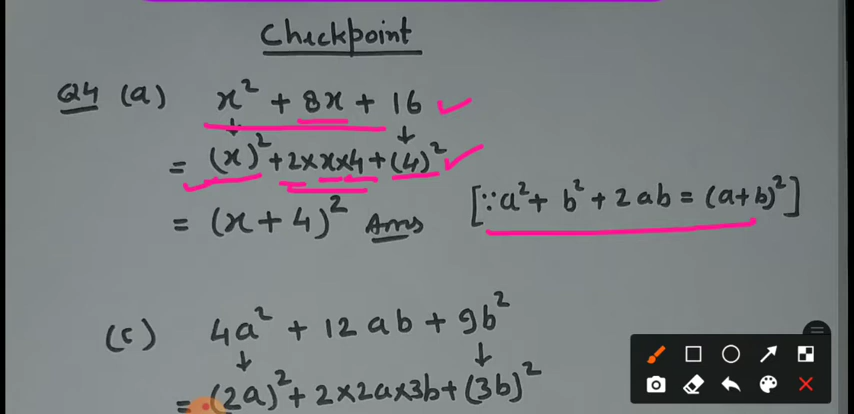 Checkpoint
Q4 (a) x² + 8x + 16
= (x)² + 2×x×4 + (4)²
= (x + 4)² Ans [∵ a² + b² + 2ab = (a+b)²]
(c) 4a² + 12ab + 9b²
= (2a)² + 2×2a×3b + (3b)²